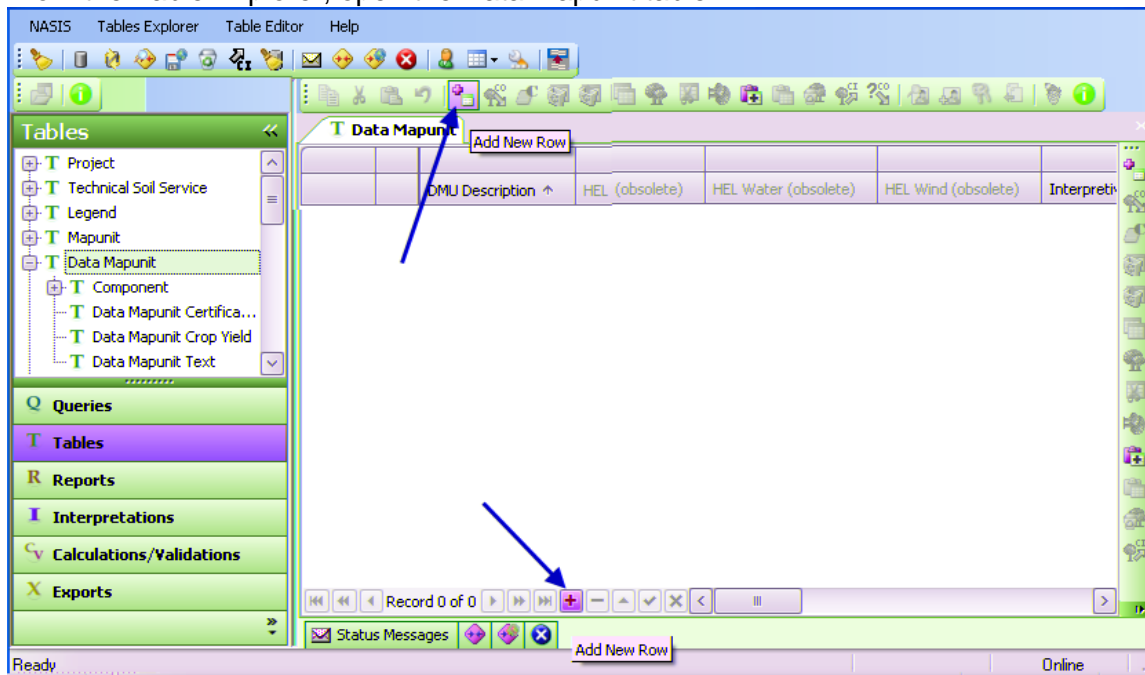 NASIS Tables Explorer Table Editor Help
Tables «
T Data Mapunit
Add New Row
DMU Description HEL (obsolete) HEL Water (obsolete) HEL Wind (obsolete) Interpretiv
T Project
T Technical Soil Service
T Legend
T Mapunit
T Data Mapunit
T Component
T Data Mapunit Certifica...
T Data Mapunit Crop Yield
T Data Mapunit Text
Q Queries
T Tables
R Reports
I Interpretations
CV Calculations/Validations
X Exports
Record 0 of 0
Status Messages
Add New Row
Ready Online